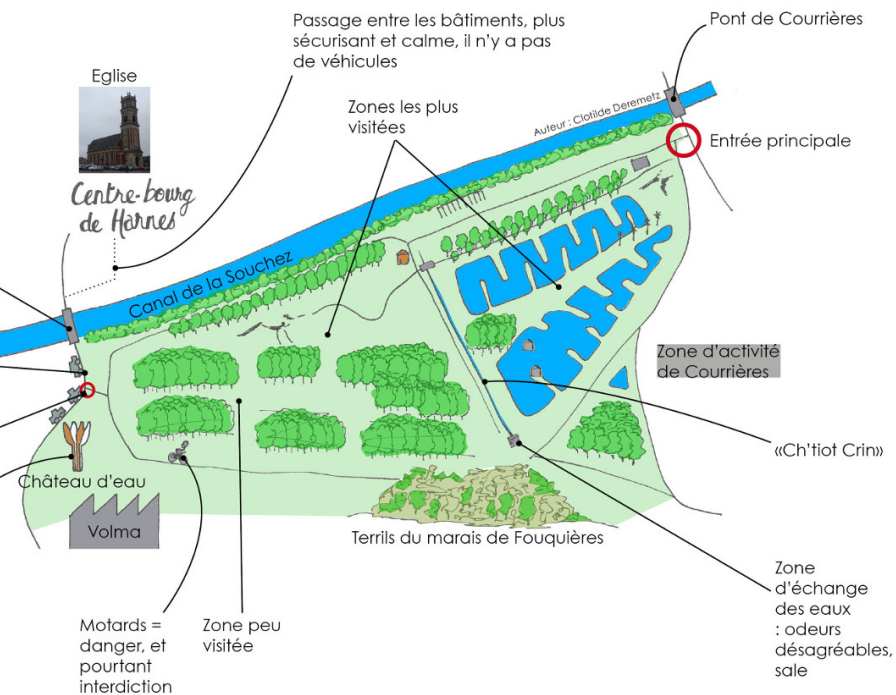 Passage entre les bâtiments, plus
sécurisant et calme, il n'y a pas
de véhicules
Pont de Courrières
Eglise
Zones les plus
visitées
Auteur : Clotilde Deremetz
Entrée principale
Centre-bourg
de Harnes
Canal de la Souchez
Zone d'activité
de Courrières
«Ch'tiot Crin»
Château d'eau
Volma
Terrils du marais de Fouquières
Zone
d'échange
des eaux
: odeurs
désagréables,
sale
Motards =
danger, et
pourtant
interdiction
Zone peu
visitée